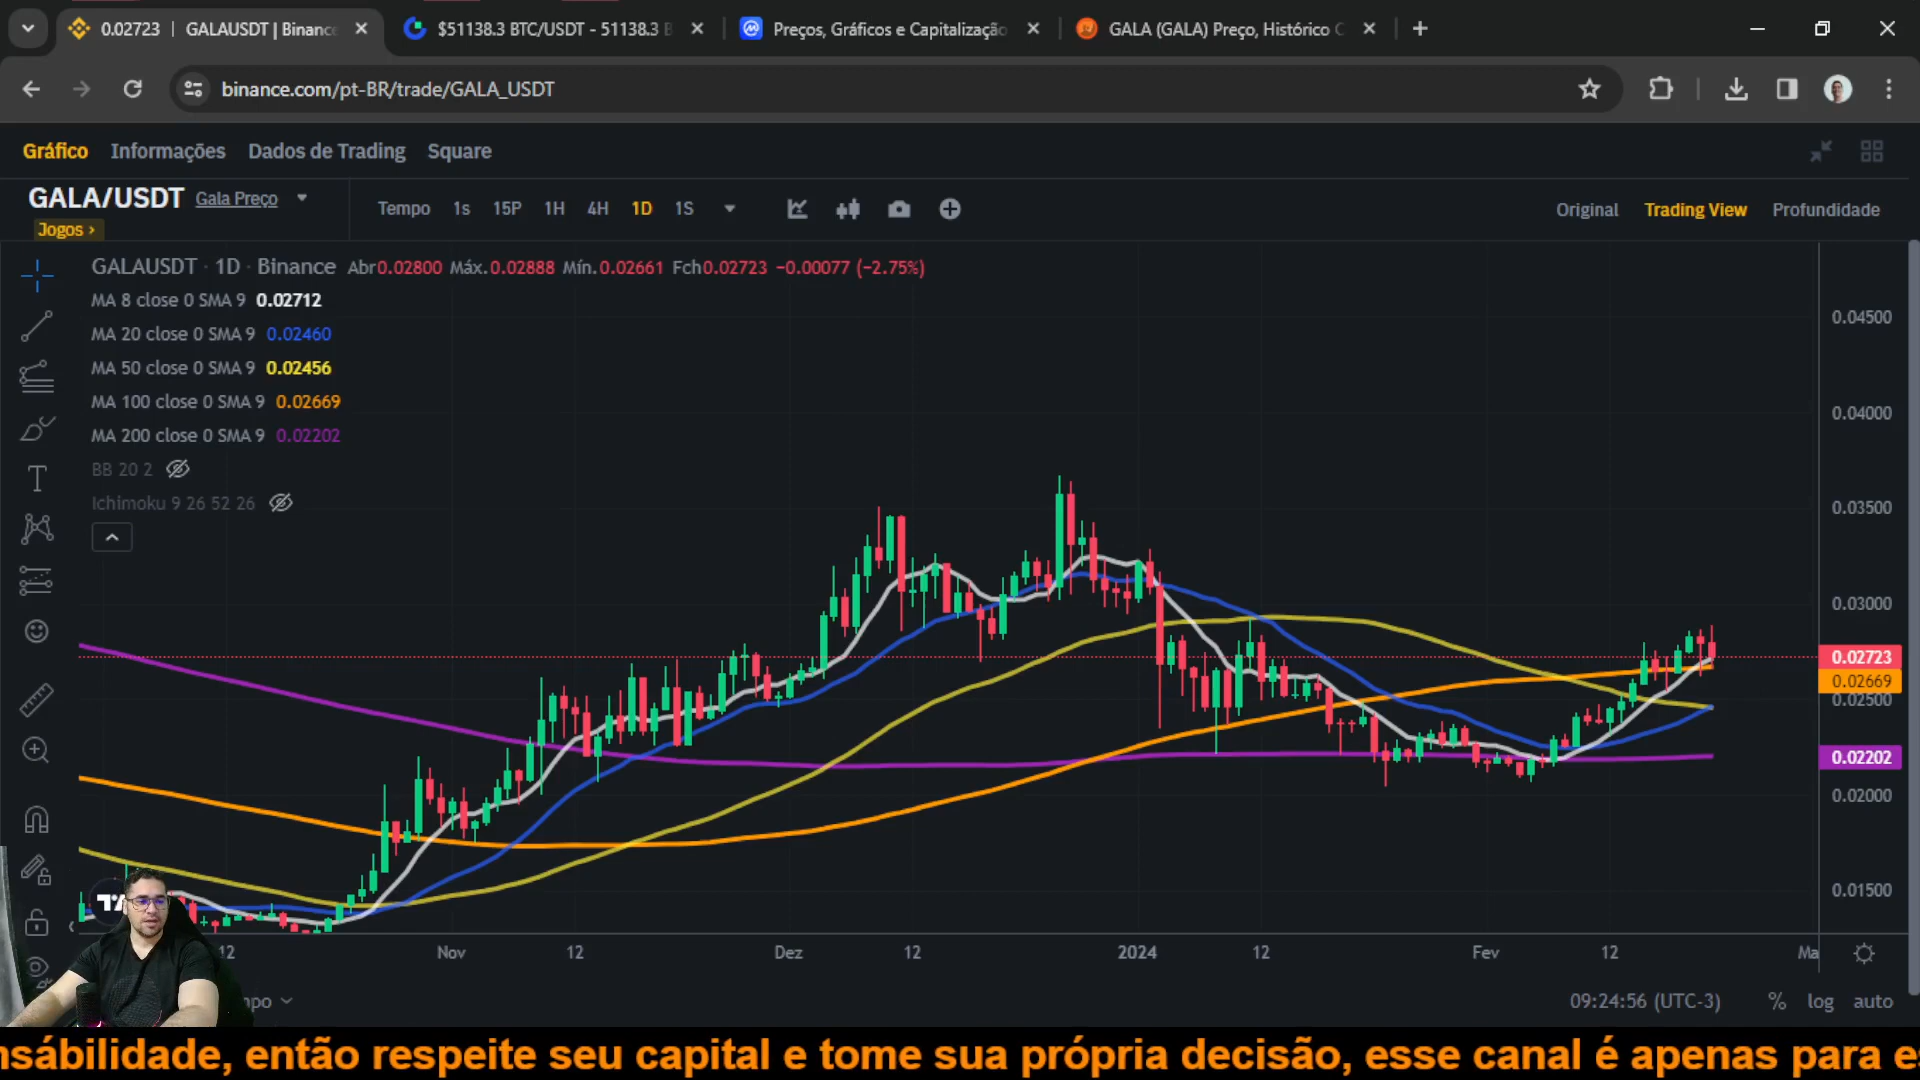 0.02723 | GALAUSDT | Binanc
$51138.3 BTC/USDT - 51138.3 B
Preços, Gráficos e Capitalização
GALA (GALA) Preço, Histórico C
binance.com/pt-BR/trade/GALA_USDT
Gráfico Informações Dados de Trading Square
GALA/USDT Gala Preço
Jogos ›
Tempo 1s 15P 1H 4H 1D 1S
Original Trading View Profundidade
GALAUSDT · 1D · Binance Abr0.02800 Máx.0.02888 Mín.0.02661 Fch0.02723 −0.00077 (−2.75%)
MA 8 close 0 SMA 9 0.02712
MA 20 close 0 SMA 9 0.02460
MA 50 close 0 SMA 9 0.02456
MA 100 close 0 SMA 9 0.02669
MA 200 close 0 SMA 9 0.02202
BB 20 2
Ichimoku 9 26 52 26
0.04500
0.04000
0.03500
0.03000
0.02723
0.02669
0.02500
0.02202
0.02000
0.01500
12 Nov 12 Dez 12 2024 12 Fev 12 Ma
09:24:56 (UTC-3) % log auto
nsábilidade, então respeite seu capital e tome sua própria decisão, esse canal é apenas para e